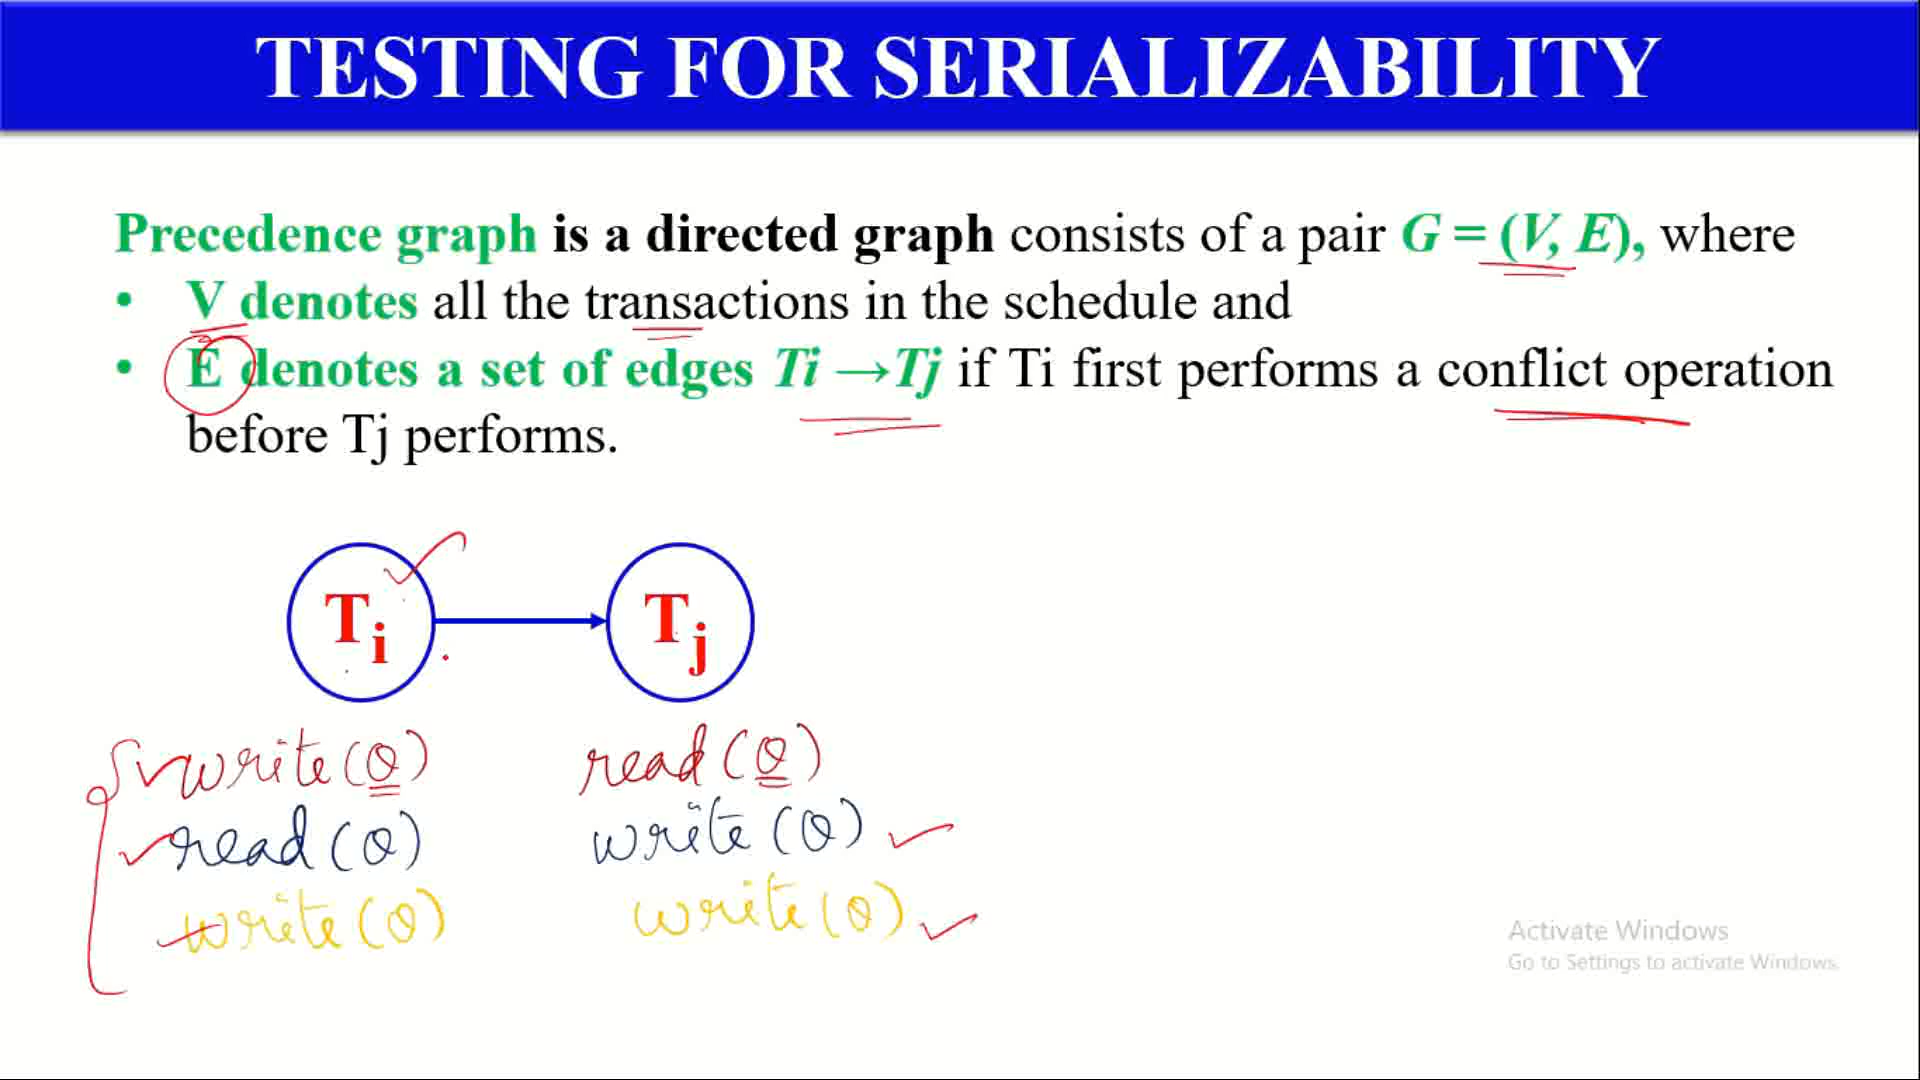 TESTING FOR SERIALIZABILITY
Precedence graph is a directed graph consists of a pair G = (V, E), where
• V denotes all the transactions in the schedule and
• E denotes a set of edges Ti →Tj if Ti first performs a conflict operation
before Tj performs.
Ti Tj
write(Q) read(Q)
read(Q) write(Q)
write(Q) write(Q)
Activate Windows
Go to Settings to activate Windows.